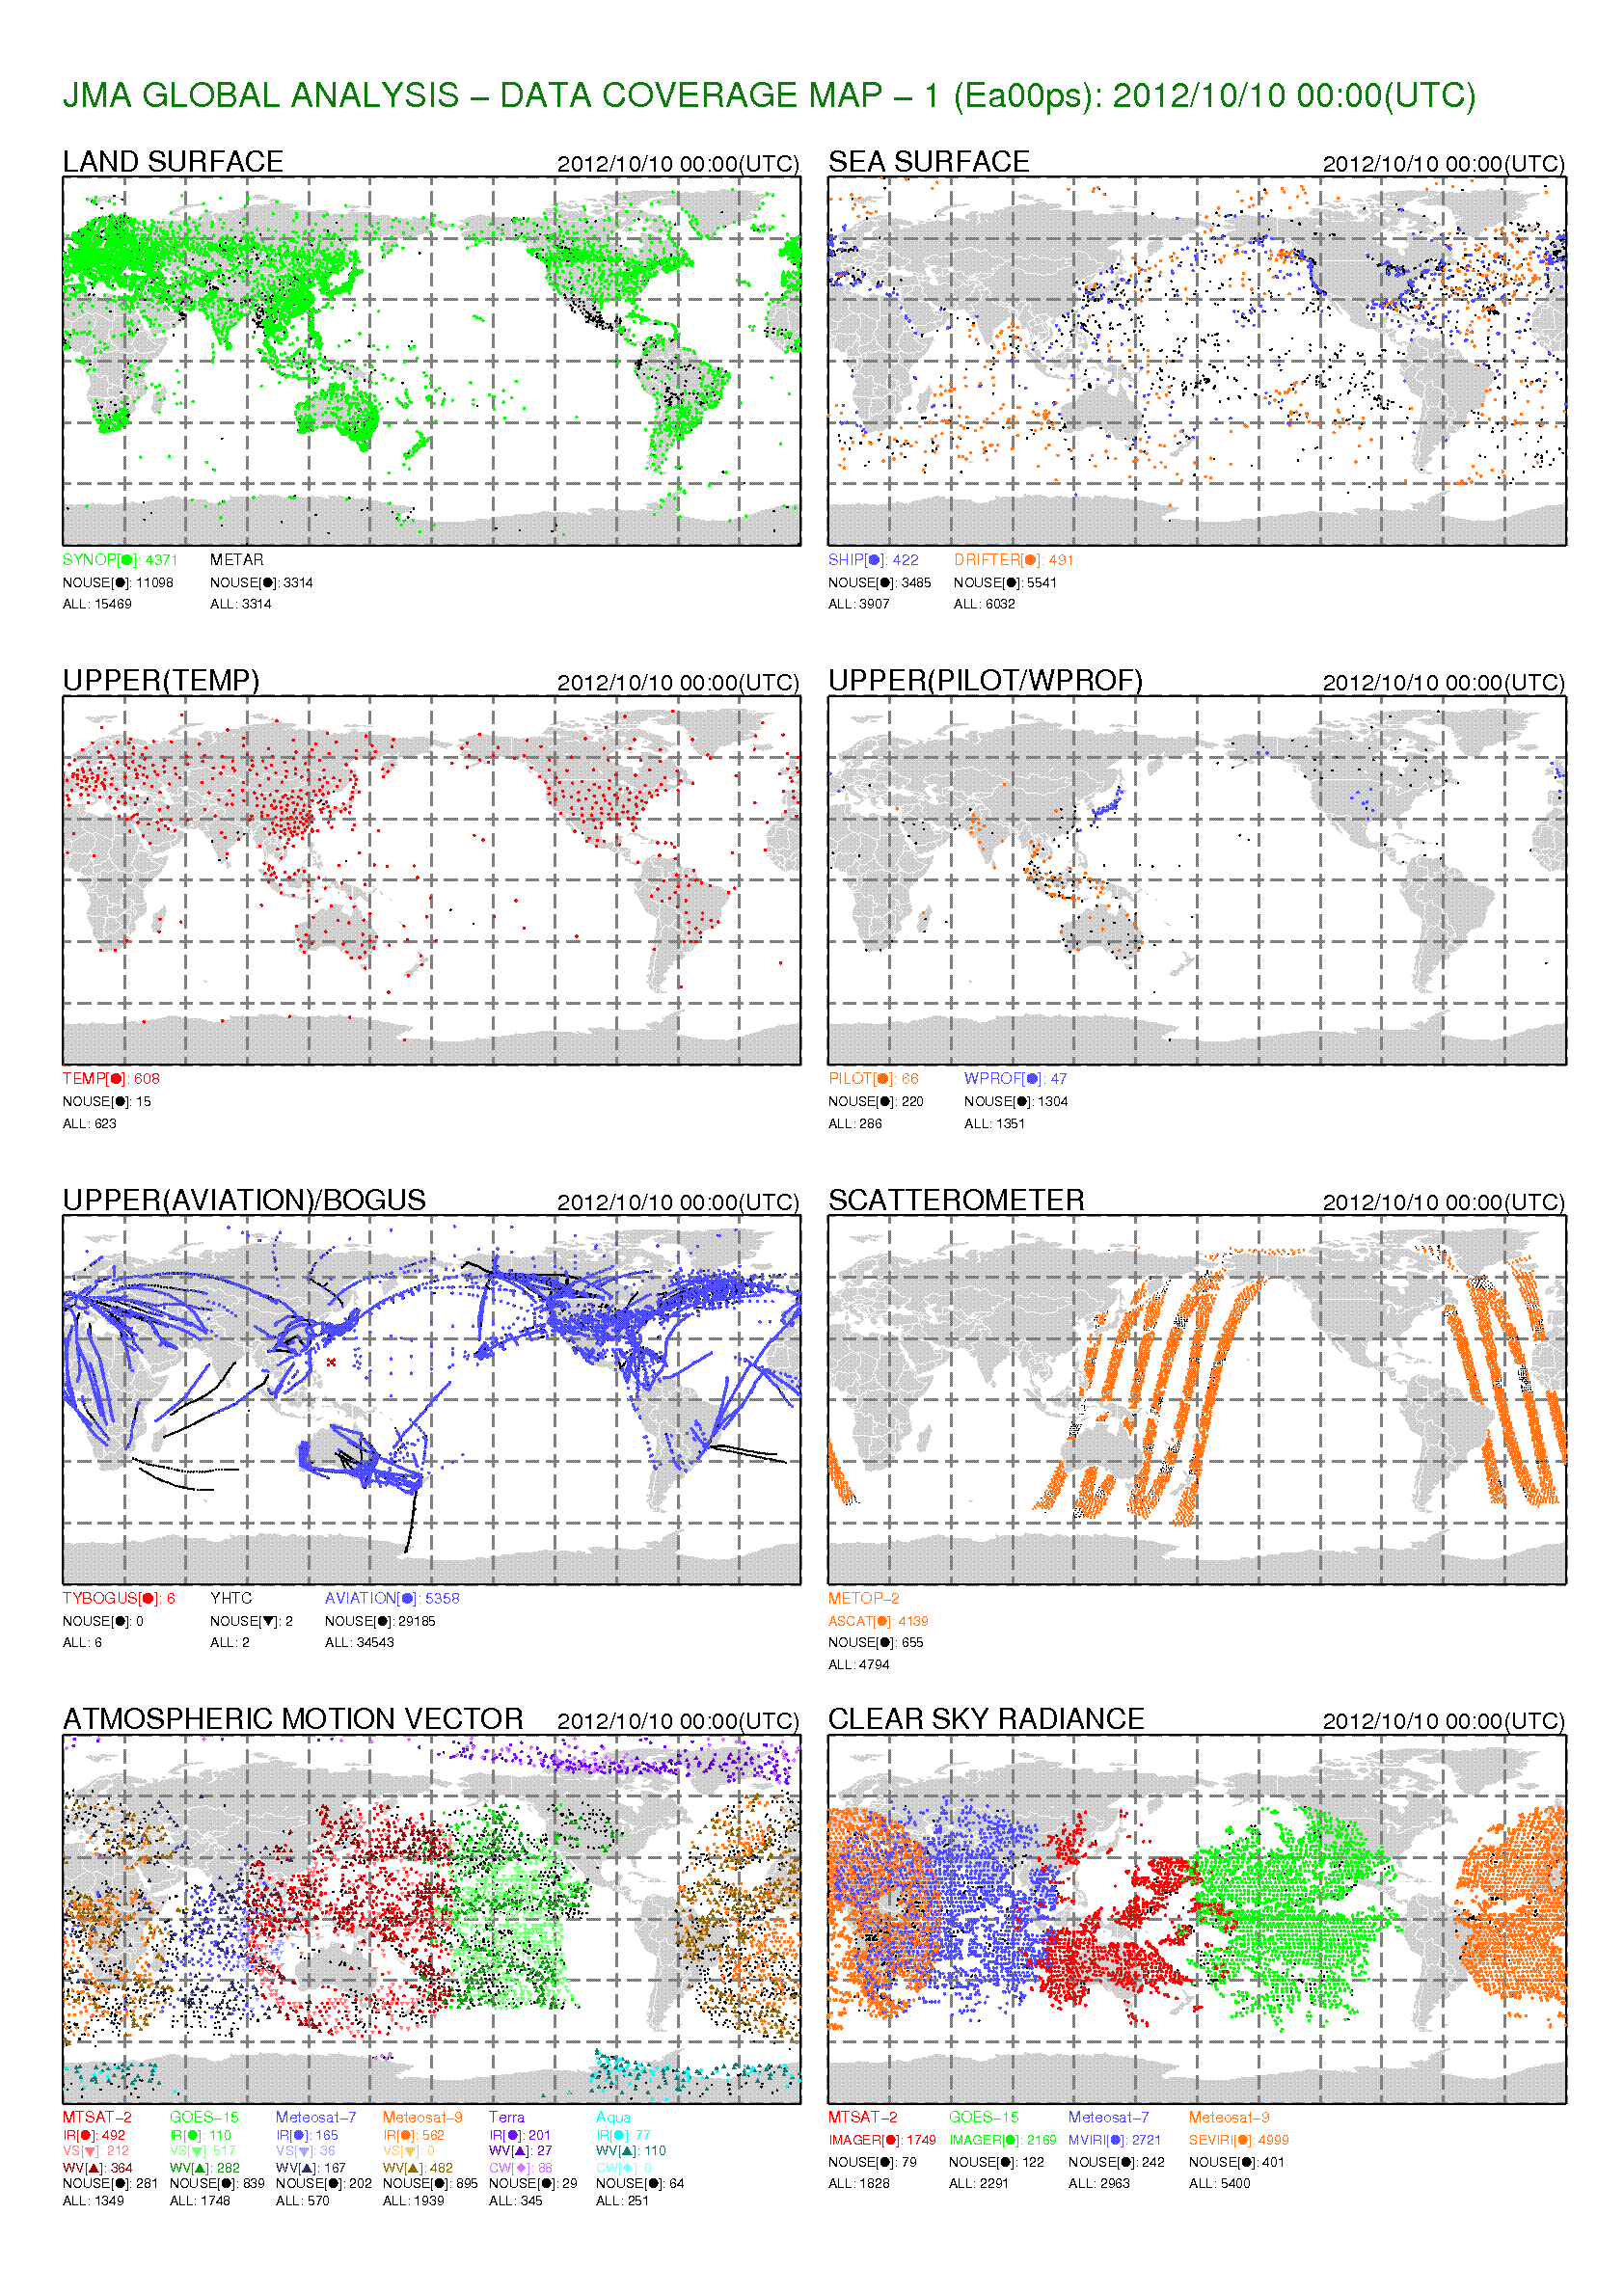 JMA GLOBAL ANALYSIS – DATA COVERAGE MAP – 1 (Ea00ps): 2012/10/10 00:00(UTC)
LAND SURFACE 2012/10/10 00:00(UTC)
SYNOP[●]: 4371 METAR
NOUSE[●]: 11098 NOUSE[●]: 3314
ALL: 15469 ALL: 3314
SEA SURFACE 2012/10/10 00:00(UTC)
SHIP[●]: 422 DRIFTER[●]: 491
NOUSE[●]: 3485 NOUSE[●]: 5541
ALL: 3907 ALL: 6032
UPPER(TEMP) 2012/10/10 00:00(UTC)
TEMP[●]: 608
NOUSE[●]: 15
ALL: 623
UPPER(PILOT/WPROF) 2012/10/10 00:00(UTC)
PILOT[●]: 66 WPROF[●]: 47
NOUSE[●]: 220 NOUSE[●]: 1304
ALL: 286 ALL: 1351
UPPER(AVIATION)/BOGUS 2012/10/10 00:00(UTC)
TYBOGUS[●]: 6 YHTC AVIATION[●]: 5358
NOUSE[●]: 0 NOUSE[▼]: 2 NOUSE[●]: 29185
ALL: 6 ALL: 2 ALL: 34543
SCATTEROMETER 2012/10/10 00:00(UTC)
METOP–2
ASCAT[●]: 4139
NOUSE[●]: 655
ALL: 4794
ATMOSPHERIC MOTION VECTOR 2012/10/10 00:00(UTC)
MTSAT–2 GOES–15 Meteosat–7 Meteosat–9 Terra Aqua
IR[●]: 492 IR[●]: 110 IR[●]: 165 IR[●]: 562 IR[●]: 201 IR[●]: 77
VS[▼]: 212 VS[▼]: 517 VS[▼]: 36 VS[▼]: 0 WV[▲]: 27 WV[▲]: 110
WV[▲]: 364 WV[▲]: 282 WV[▲]: 167 WV[▲]: 482 CW[◆]: 88 CW[◆]: 0
NOUSE[●]: 281 NOUSE[●]: 839 NOUSE[●]: 202 NOUSE[●]: 895 NOUSE[●]: 29 NOUSE[●]: 64
ALL: 1349 ALL: 1748 ALL: 570 ALL: 1939 ALL: 345 ALL: 251
CLEAR SKY RADIANCE 2012/10/10 00:00(UTC)
MTSAT–2 GOES–15 Meteosat–7 Meteosat–9
IMAGER[●]: 1749 IMAGER[●]: 2169 MVIRI[●]: 2721 SEVIRI[●]: 4999
NOUSE[●]: 79 NOUSE[●]: 122 NOUSE[●]: 242 NOUSE[●]: 401
ALL: 1828 ALL: 2291 ALL: 2963 ALL: 5400